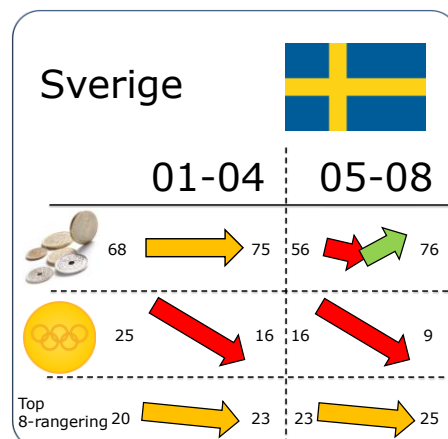 Sverige
01-04 05-08
68 75 56 76
25 16 16 9
Top
8-rangering 20 23 23 25